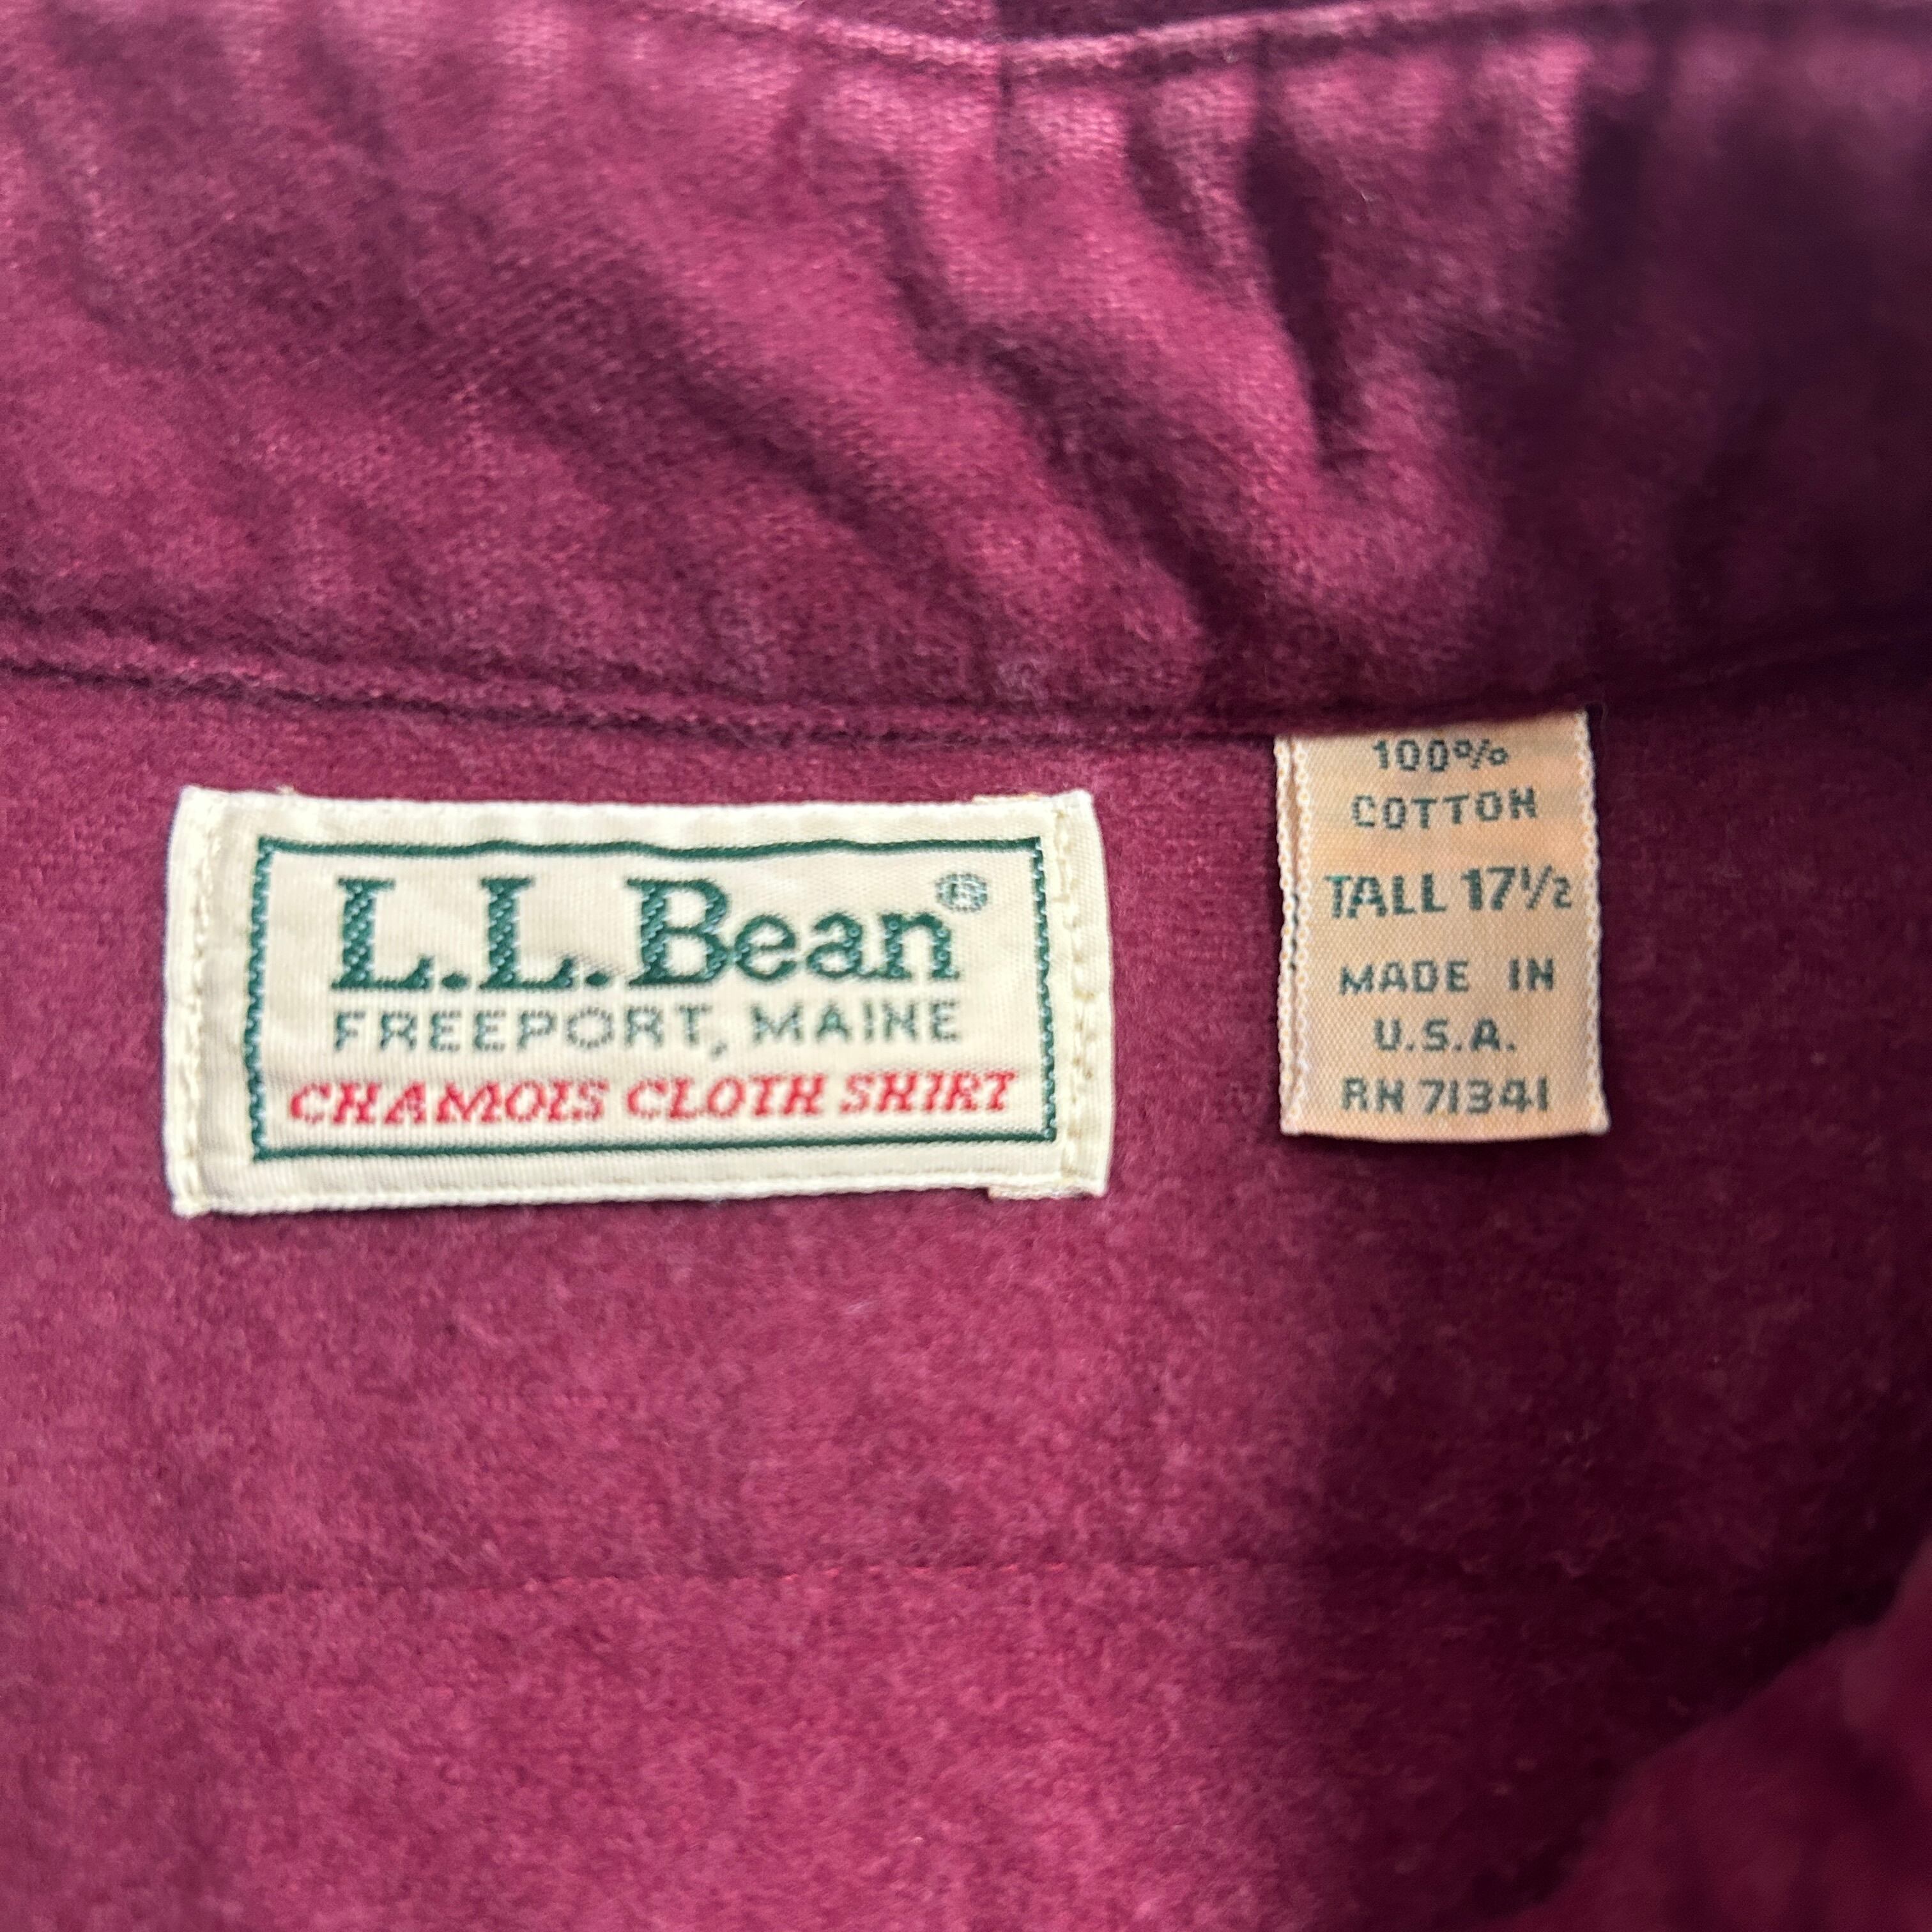 L.L.Bean®
FREEPORT, MAINE
CHAMOIS CLOTH SHIRT
100%
COTTON
TALL 17½
MADE IN
U.S.A.
RN 71341